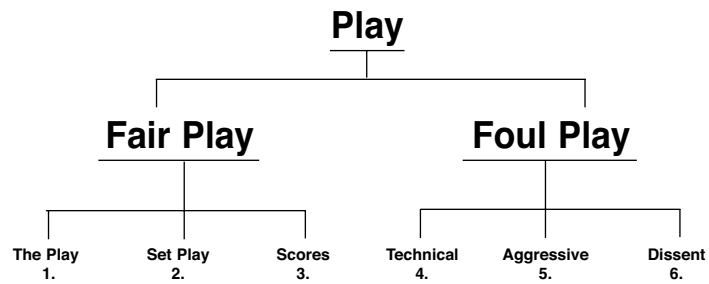 Play
Fair Play
Foul Play
The Play
1.
Set Play
2.
Scores
3.
Technical
4.
Aggressive
5.
Dissent
6.